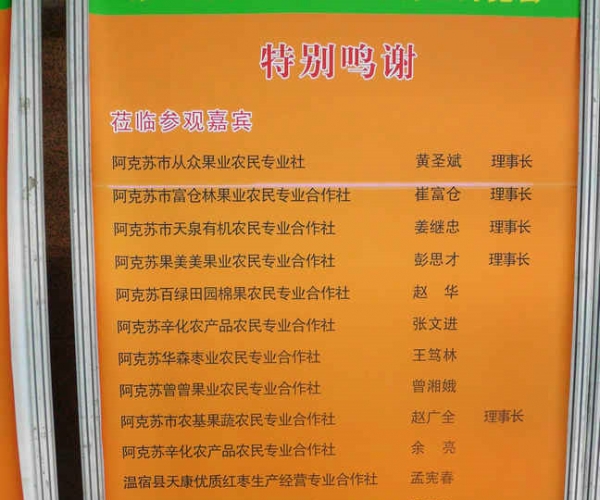 特别鸣谢
莅临参观嘉宾
阿克苏市从众果业农民专业社 黄圣斌 理事长
阿克苏市富仓林果业农民专业合作社 崔富仓 理事长
阿克苏市天泉有机农民专业合作社 姜继忠 理事长
阿克苏果美美果业农民专业合作社 彭思才 理事长
阿克苏百绿田园棉果农民专业合作社 赵 华
阿克苏辛化农产品农民专业合作社 张文进
阿克苏华森枣业农民专业合作社 王笃林
阿克苏曾曾果业农民专业合作社 曾湘娥
阿克苏市农基果蔬农民专业合作社 赵广全 理事长
阿克苏辛化农产品农民专业合作社 余 亮
温宿县天康优质红枣生产经营专业合作社 孟宪春